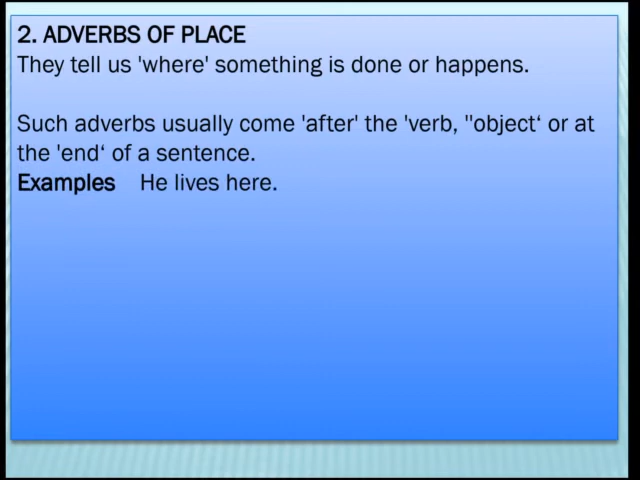 2. ADVERBS OF PLACE
They tell us 'where' something is done or happens.
Such adverbs usually come 'after' the 'verb, "object‘ or at
the 'end‘ of a sentence.
Examples    He lives here.